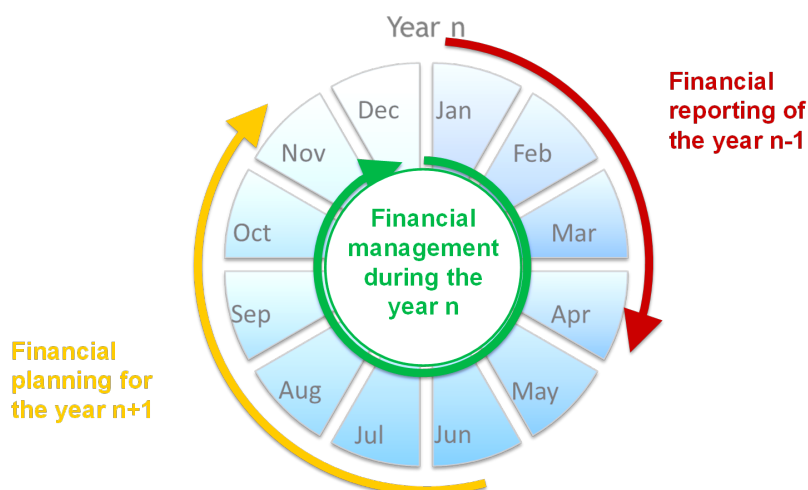 Year n
Financial
reporting of
the year n-1
Dec
Jan
Nov
Feb
Oct
Mar
Financial
management
during the
year n
Sep
Apr
Aug
May
Jul
Jun
Financial
planning for
the year n+1